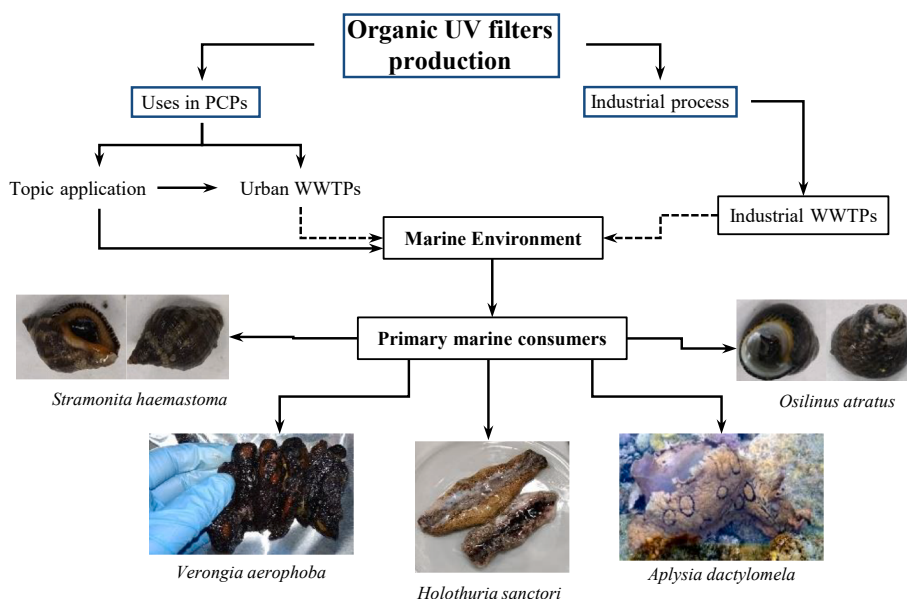 Organic UV filters
production
Uses in PCPs
Industrial process
Topic application
Urban WWTPs
Industrial WWTPs
Marine Environment
Primary marine consumers
Stramonita haemastoma
Osilinus atratus
Verongia aerophoba
Holothuria sanctori
Aplysia dactylomela